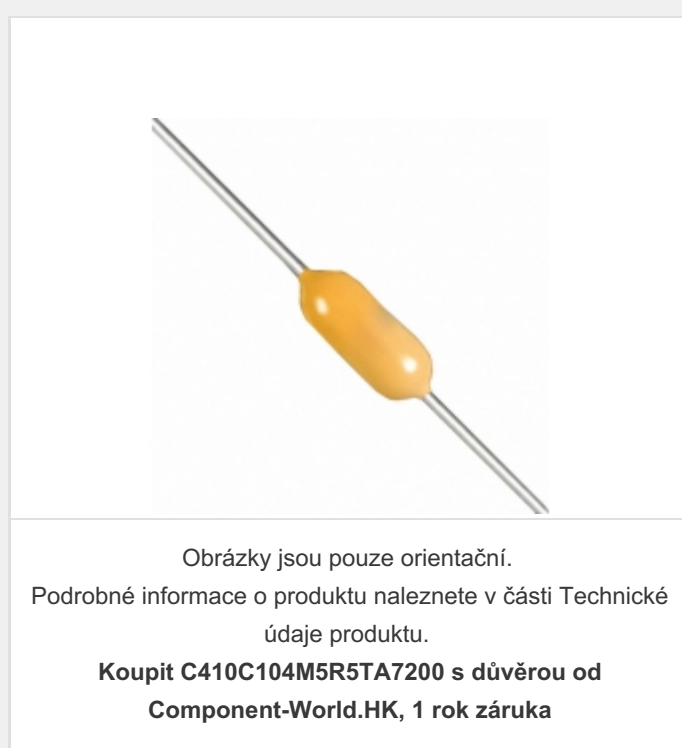 Obrázky jsou pouze orientační.
Podrobné informace o produktu naleznete v části Technické
údaje produktu.
Koupit C410C104M5R5TA7200 s důvěrou od
Component-World.HK, 1 rok záruka